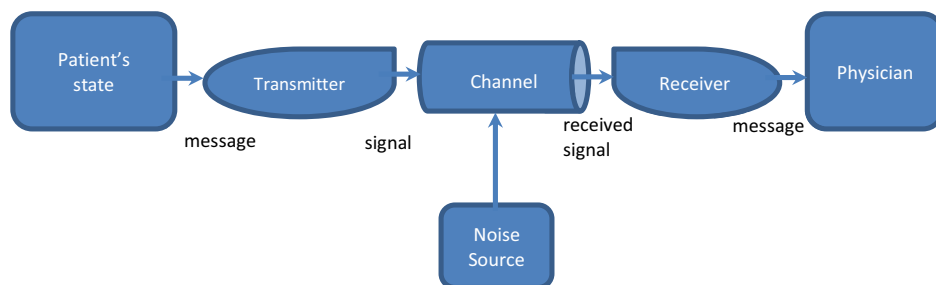 Patient's
state
Transmitter
Channel
Receiver
Physician
message
signal
received
signal
message
Noise
Source